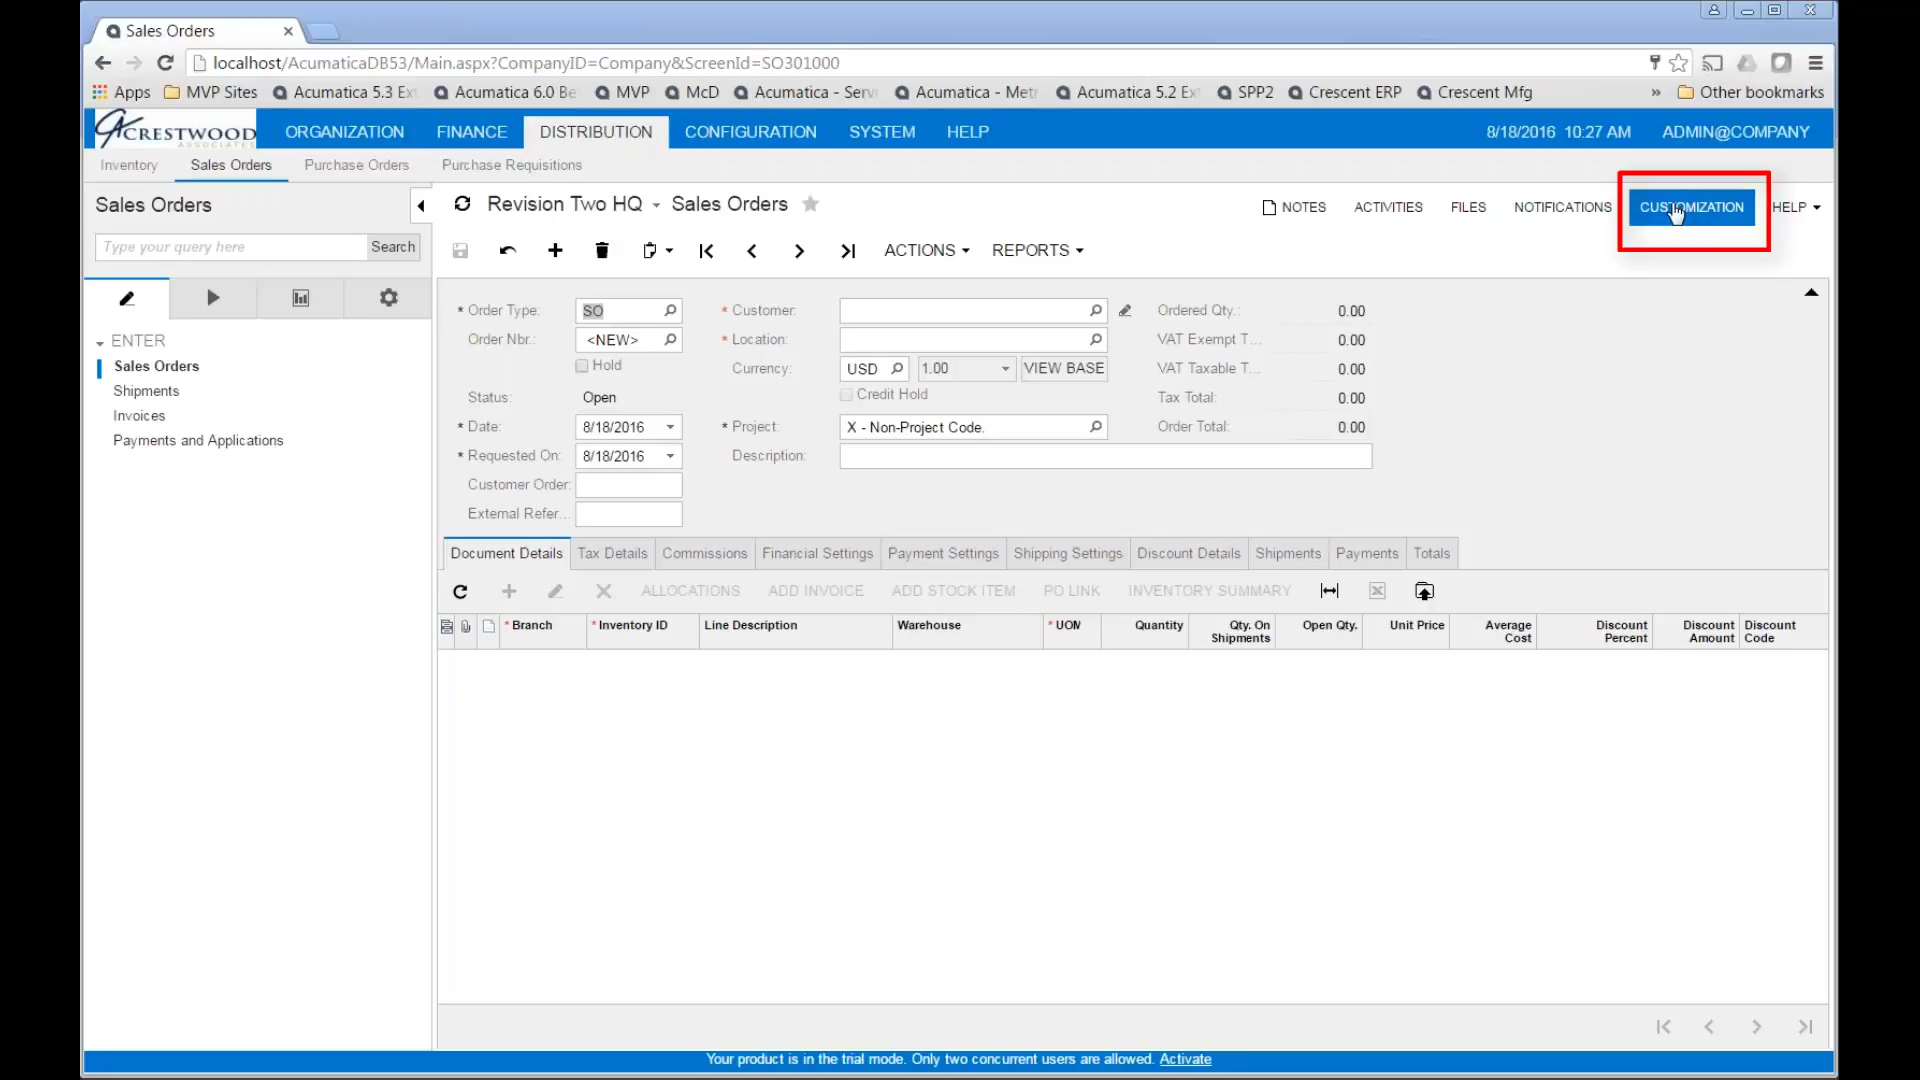 Sales Orders
localhost/AcumaticaDB53/Main.aspx?CompanyID=Company&ScreenId=SO301000
Apps MVP Sites Acumatica 5.3 Ex Acumatica 6.0 Be MVP McD Acumatica - Serv Acumatica - Met Acumatica 5.2 Ex SPP2 Crescent ERP Crescent Mfg » Other bookmarks
CRESTWOOD ORGANIZATION FINANCE DISTRIBUTION CONFIGURATION SYSTEM HELP 8/18/2016 10:27 AM ADMIN@COMPANY
ASSOCIATES
Inventory Sales Orders Purchase Orders Purchase Requisitions
Sales Orders Revision Two HQ Sales Orders NOTES ACTIVITIES FILES NOTIFICATIONS CUSTOMIZATION HELP
Type your query here Search ACTIONS REPORTS
ENTER
Sales Orders
Shipments
Invoices
Payments and Applications
* Order Type: SO * Customer: Ordered Qty.: 0.00
Order Nbr.: <NEW> * Location: VAT Exempt T... 0.00
Hold Currency: USD 1.00 VIEW BASE VAT Taxable T... 0.00
Status: Open Credit Hold Tax Total: 0.00
* Date: 8/18/2016 * Project: X - Non-Project Code. Order Total: 0.00
* Requested On: 8/18/2016 Description:
Customer Order:
External Refer...
Document Details Tax Details Commissions Financial Settings Payment Settings Shipping Settings Discount Details Shipments Payments Totals
ALLOCATIONS ADD INVOICE ADD STOCK ITEM PO LINK INVENTORY SUMMARY
* Branch * Inventory ID Line Description Warehouse * UOM Quantity Qty. On Shipments Open Qty. Unit Price Average Cost Discount Percent Discount Amount Discount Code
Your product is in the trial mode. Only two concurrent users are allowed. Activate